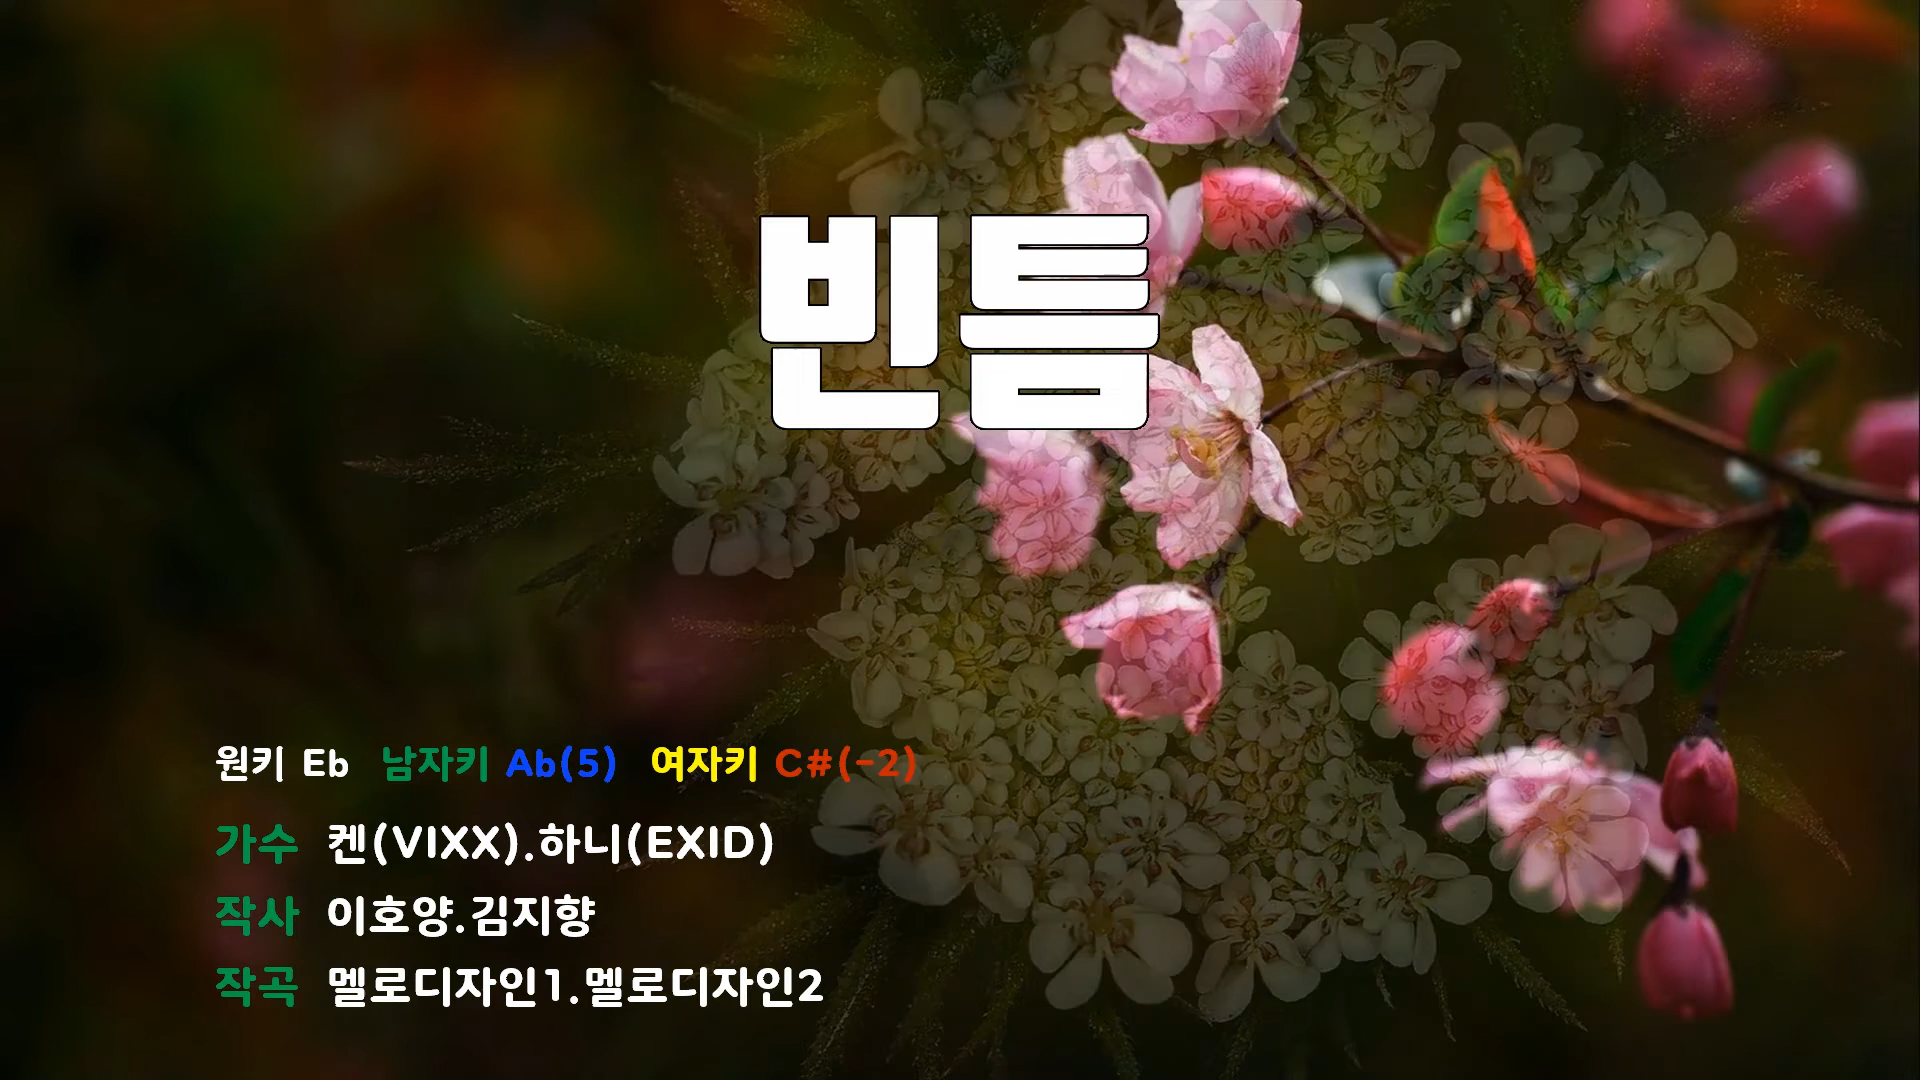 빈틈
원키 Eb 남자키 Ab(5) 여자키 C#(-2)
가수 켄(VIXX).하니(EXID)
작사 이호양.김지향
작곡 멜로디자인1.멜로디자인2